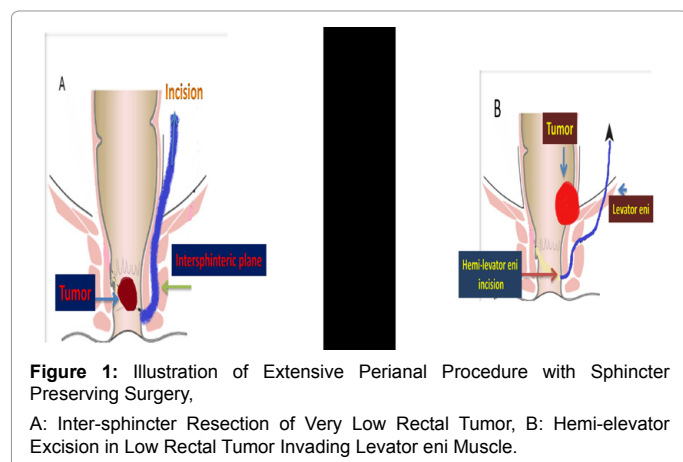 A
Incision
Intersphinteric plane
Tumor
B
Tumor
Levator eni
Hemi-levator eni
incision
Figure 1: Illustration of Extensive Perianal Procedure with Sphincter
Preserving Surgery,
A: Inter-sphincter Resection of Very Low Rectal Tumor, B: Hemi-elevator
Excision in Low Rectal Tumor Invading Levator eni Muscle.